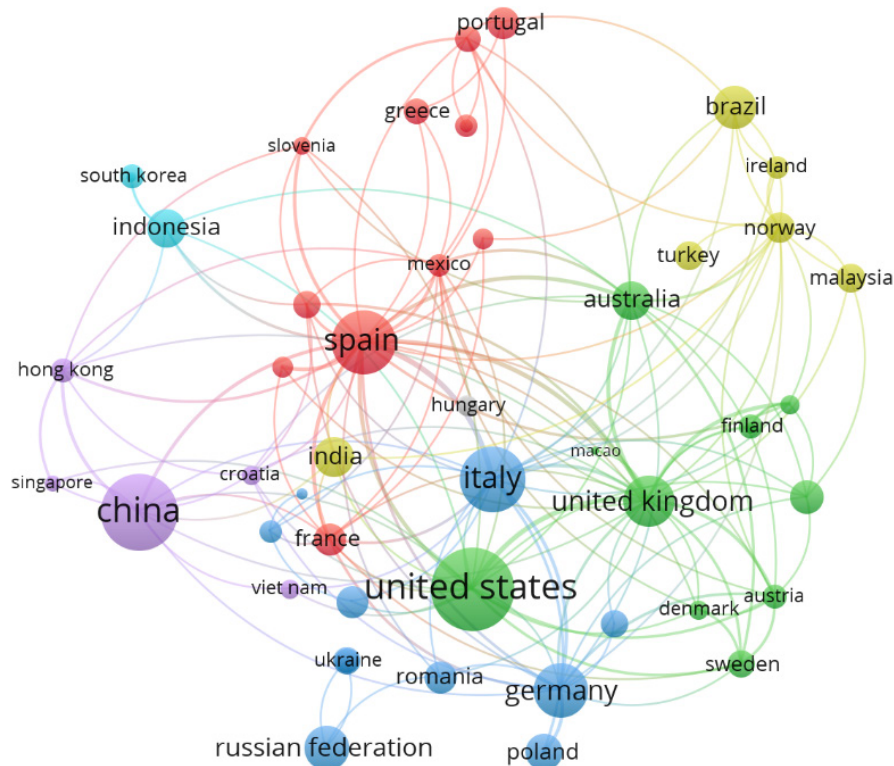 portugal
greece
brazil
slovenia
ireland
south korea
indonesia
norway
turkey
mexico
malaysia
australia
spain
hong kong
hungary
finland
macao
india
croatia
italy
singapore
china
united kingdom
france
viet nam
united states
austria
denmark
ukraine
sweden
romania
germany
russian federation
poland